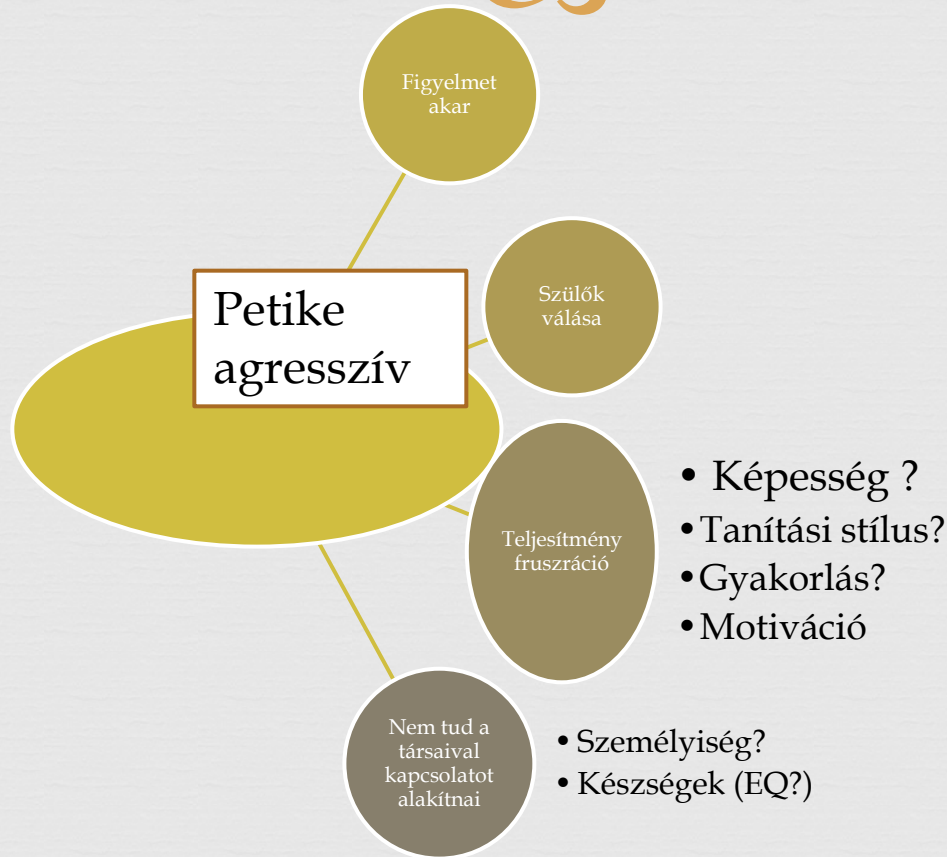 Figyelmet
akar
Petike
agresszív
Szülők
válása
Teljesítmény
fruszráció
• Képesség ?
• Tanítási stílus?
• Gyakorlás?
• Motiváció
Nem tud a
társaival
kapcsolatot
alakítnai
• Személyiség?
• Készségek (EQ?)